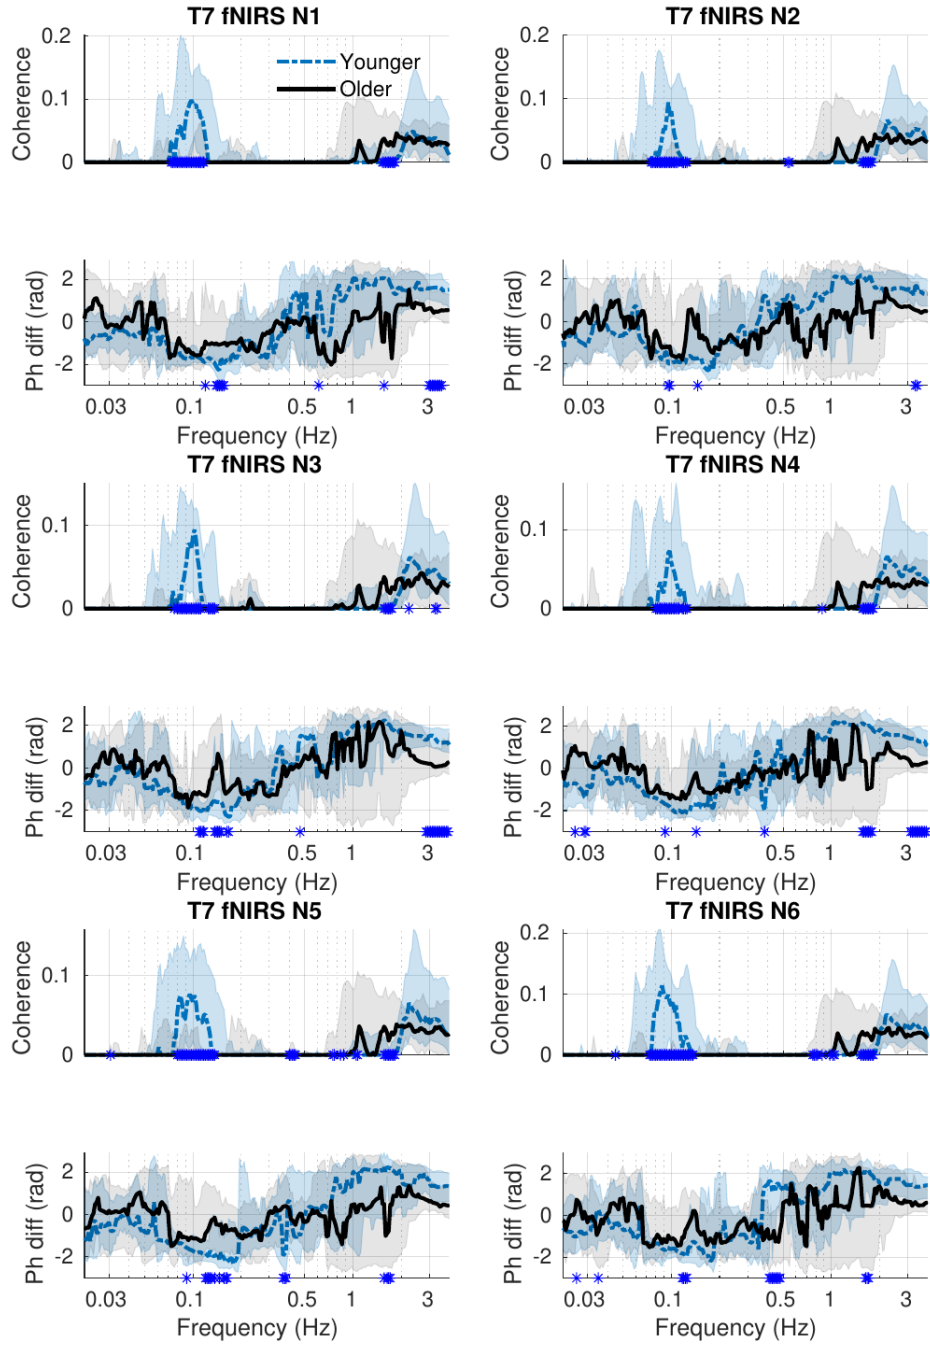 T7 fNIRS N1
Coherence
0.2
0.1
0
Younger
Older
Ph diff (rad)
2
0
-2
0.03 0.1 0.5 1 3
Frequency (Hz)
T7 fNIRS N2
Coherence
0.2
0.1
0
Ph diff (rad)
2
0
-2
0.03 0.1 0.5 1 3
Frequency (Hz)
T7 fNIRS N3
Coherence
0.1
0
Ph diff (rad)
2
0
-2
0.03 0.1 0.5 1 3
Frequency (Hz)
T7 fNIRS N4
Coherence
0.1
0
Ph diff (rad)
2
0
-2
0.03 0.1 0.5 1 3
Frequency (Hz)
T7 fNIRS N5
Coherence
0.1
0
Ph diff (rad)
2
0
-2
0.03 0.1 0.5 1 3
Frequency (Hz)
T7 fNIRS N6
Coherence
0.2
0.1
0
Ph diff (rad)
2
0
-2
0.03 0.1 0.5 1 3
Frequency (Hz)